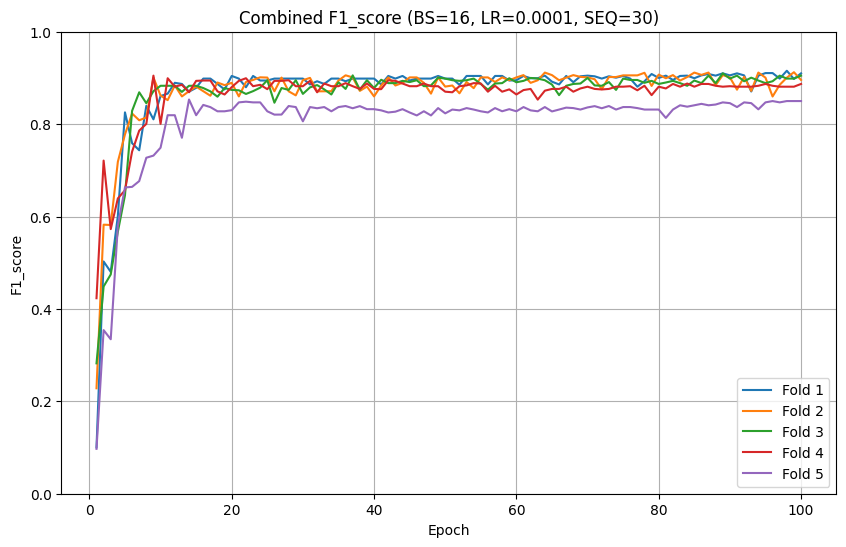 Combined F1_score (BS=16, LR=0.0001, SEQ=30)
1.0
0.8
0.6
0.4
0.2
0.0
F1_score
0 20 40 60 80 100
Epoch
Fold 1
Fold 2
Fold 3
Fold 4
Fold 5